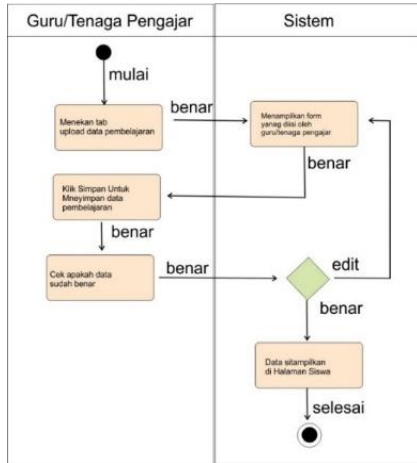 Guru/Tenaga Pengajar
Sistem
mulai
Menekan tab
upload data pembelajaran
benar
Menampilkan form
yanag diisi oleh
guru/tenaga pengajar
benar
Klik Simpan Untuk
Mneyimpan data
pembelajaran
benar
Cek apakah data
sudah benar
benar
edit
benar
Data sitampilkan
di Halaman Siswa
selesai